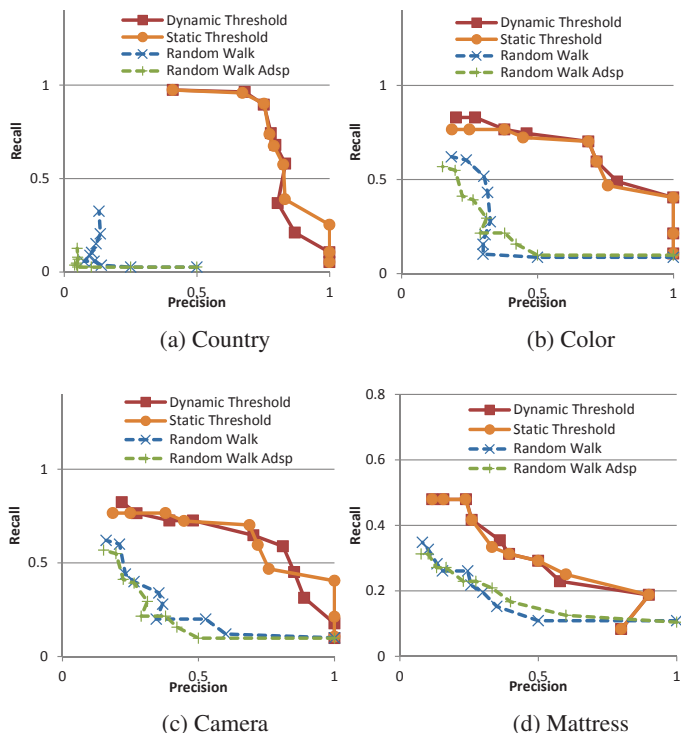 Dynamic Threshold
Static Threshold
Random Walk
Random Walk Adsp
1
0.5
0
Recall
0
0.5
1
Precision
(a) Country
Dynamic Threshold
Static Threshold
Random Walk
Random Walk Adsp
1
0.5
0
Recall
0
0.5
1
Precision
(b) Color
Dynamic Threshold
Static Threshold
Random Walk
Random Walk Adsp
1
0.5
0
Recall
0
0.5
1
Precision
(c) Camera
Dynamic Threshold
Static Threshold
Random Walk
Random Walk Adsp
0.8
0.6
0.4
0.2
0
Recall
0
0.5
1
Precision
(d) Mattress